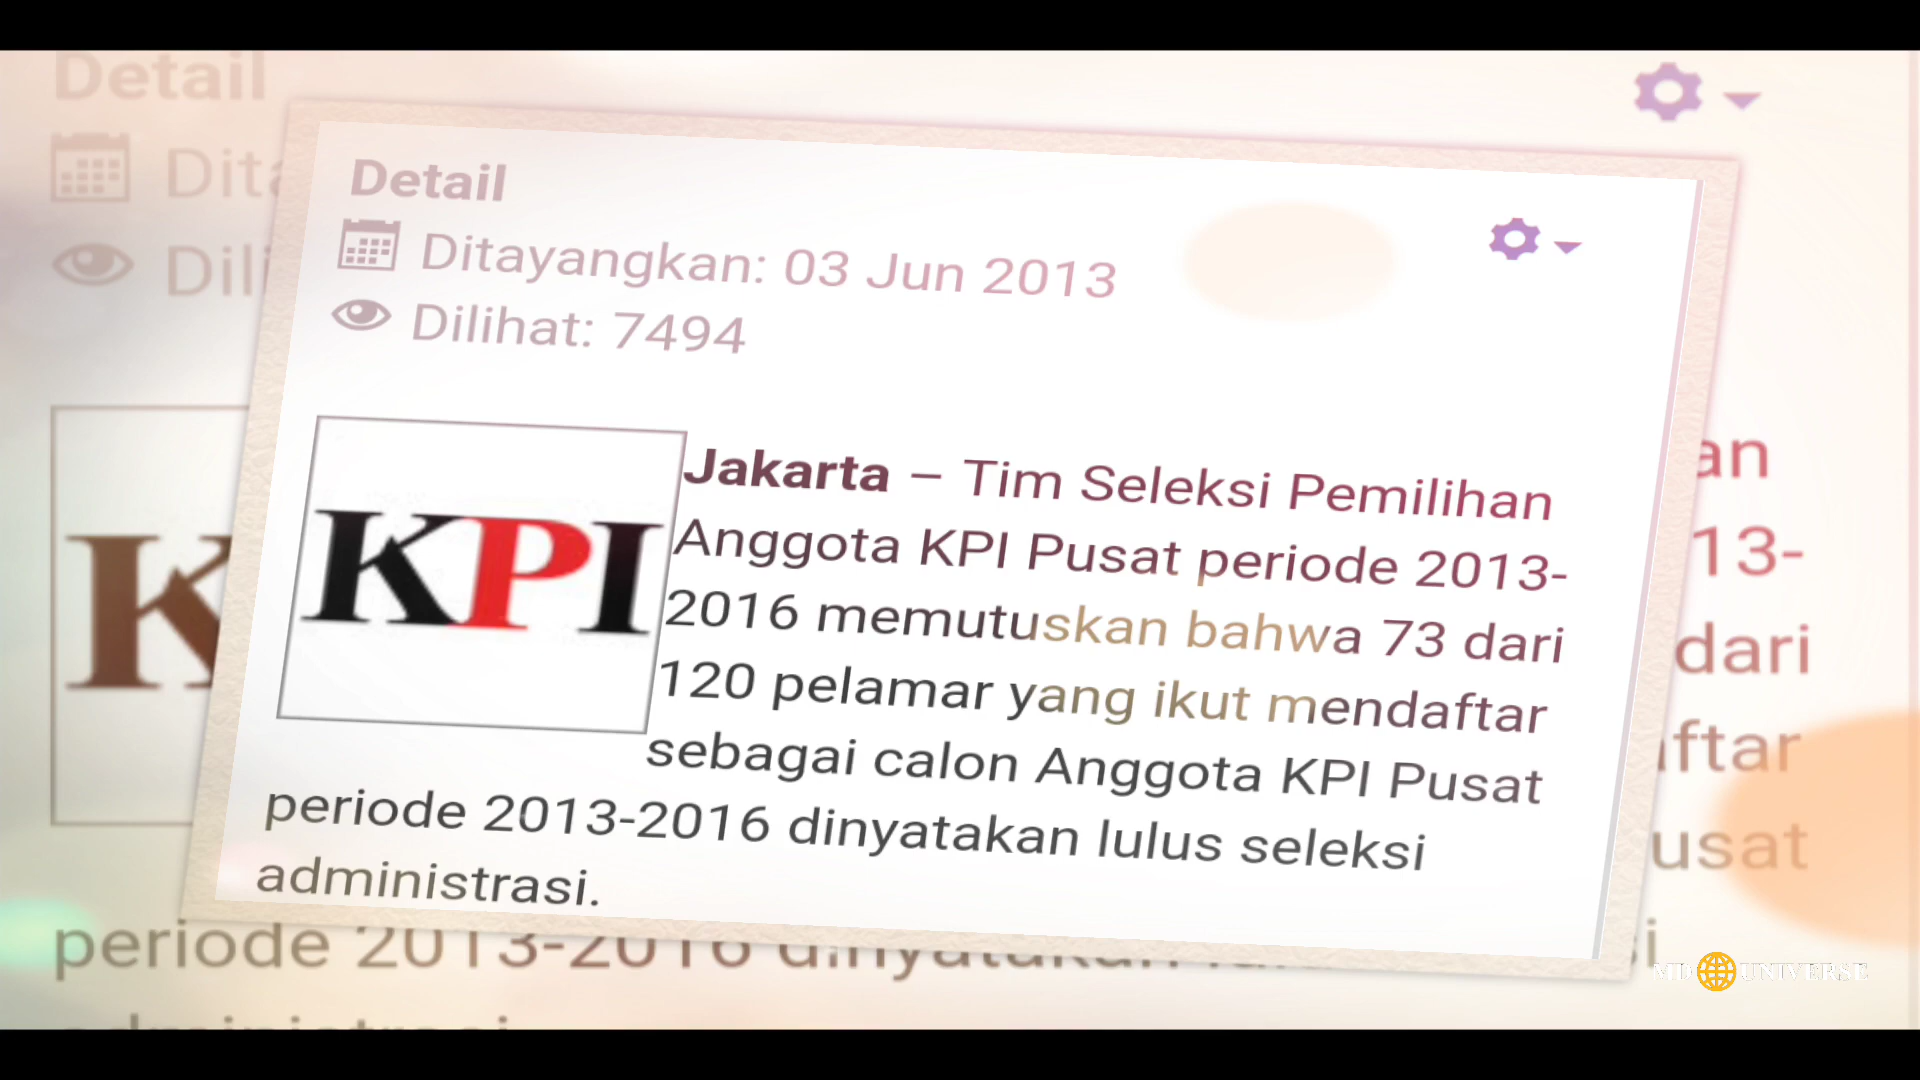 Detail
Ditayangkan: 03 Jun 2013
Dilihat: 7494
KPI
Jakarta – Tim Seleksi Pemilihan
Anggota KPI Pusat periode 2013-
2016 memutuskan bahwa 73 dari
120 pelamar yang ikut mendaftar
sebagai calon Anggota KPI Pusat
periode 2013-2016 dinyatakan lulus seleksi
administrasi.
MD UNIVERSE